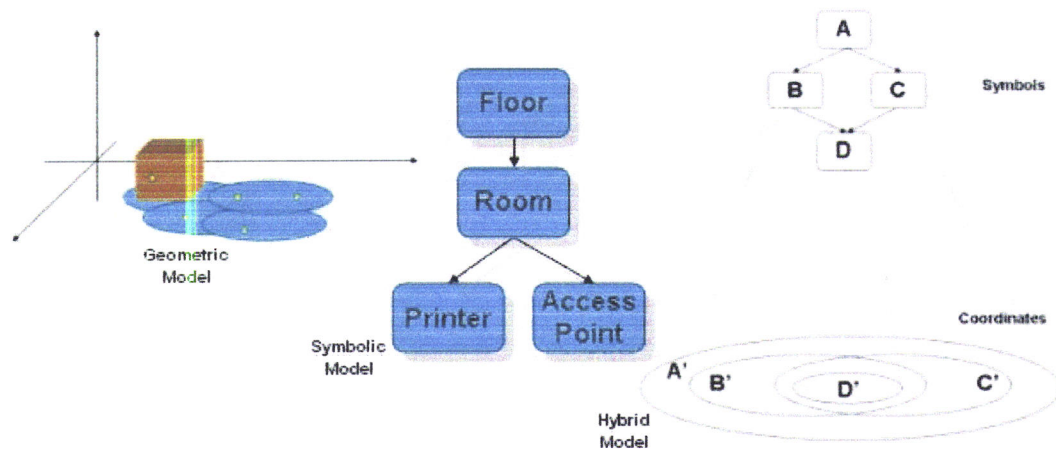 Geometric
Model
Floor
Room
Printer
Access
Point
Symbolic
Model
A
B
C
D
Symbols
Coordinates
A'
B'
D'
C'
Hybrid
Model